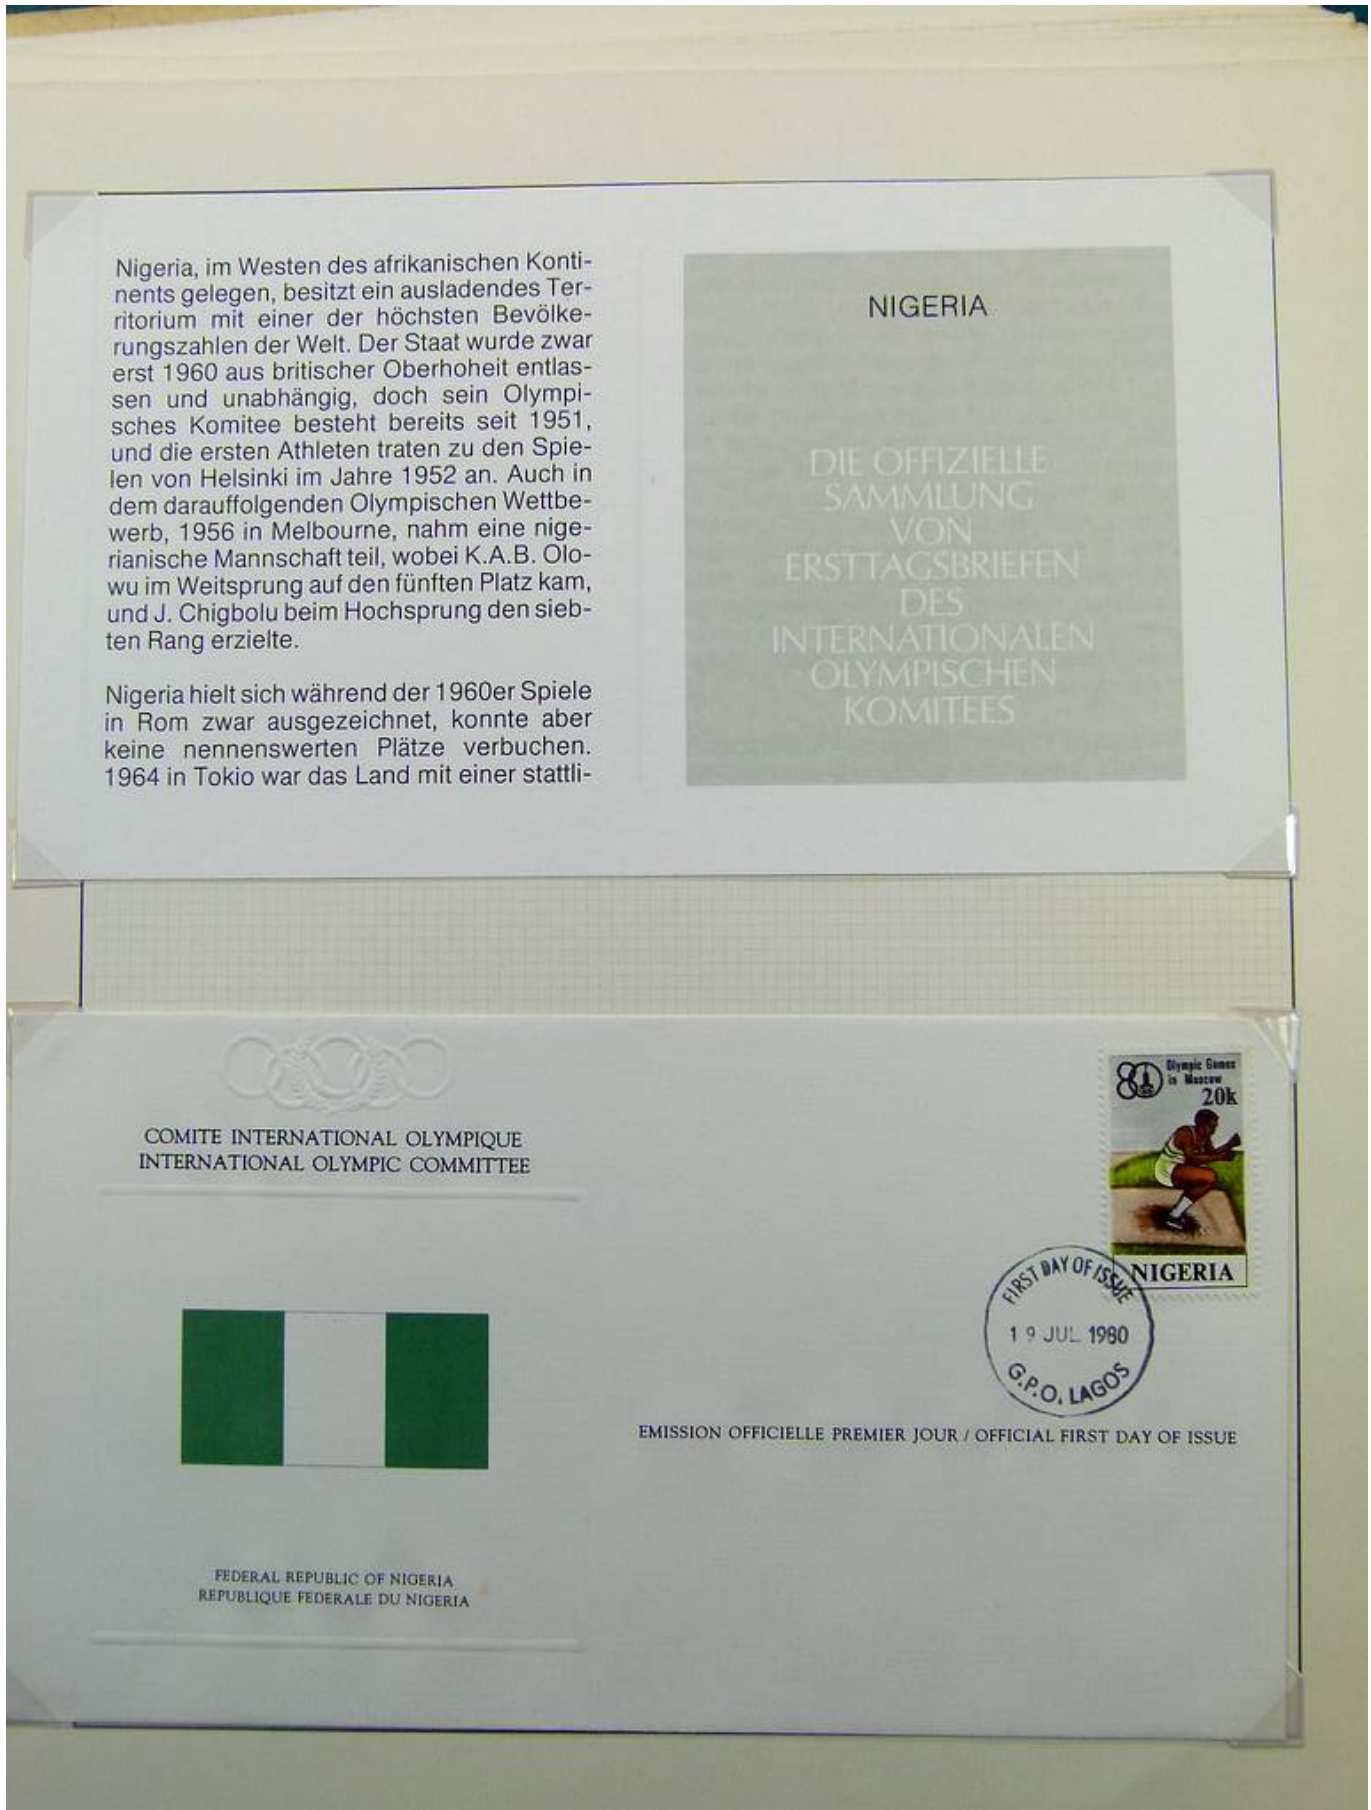 Nigeria, im Westen des afrikanischen Konti-
nents gelegen, besitzt ein ausladendes Ter-
ritorium mit einer der höchsten Bevölke-
rungszahlen der Welt. Der Staat wurde zwar
erst 1960 aus britischer Oberhoheit entlas-
sen und unabhängig, doch sein Olympi-
sches Komitee besteht bereits seit 1951,
und die ersten Athleten traten zu den Spie-
len von Helsinki im Jahre 1952 an. Auch in
dem darauffolgenden Olympischen Wettbe-
werb, 1956 in Melbourne, nahm eine nige-
rianische Mannschaft teil, wobei K.A.B. Olo-
wu im Weitsprung auf den fünften Platz kam,
und J. Chigbolu beim Hochsprung den sieb-
ten Rang erzielte.
Nigeria hielt sich während der 1960er Spiele
in Rom zwar ausgezeichnet, konnte aber
keine nennenswerten Plätze verbuchen.
1964 in Tokio war das Land mit einer stattli-
NIGERIA
DIE OFFIZIELLE
SAMMLUNG
VON
ERSTTAGSBRIEFEN
DES
INTERNATIONALEN
OLYMPISCHEN
KOMITEES
COMITE INTERNATIONAL OLYMPIQUE
INTERNATIONAL OLYMPIC COMMITTEE
FEDERAL REPUBLIC OF NIGERIA
REPUBLIQUE FEDERALE DU NIGERIA
80
Olympic Games
in Moscow
20k
NIGERIA
FIRST DAY OF ISSUE
19 JUL 1980
G.P.O. LAGOS
EMISSION OFFICIELLE PREMIER JOUR / OFFICIAL FIRST DAY OF ISSUE